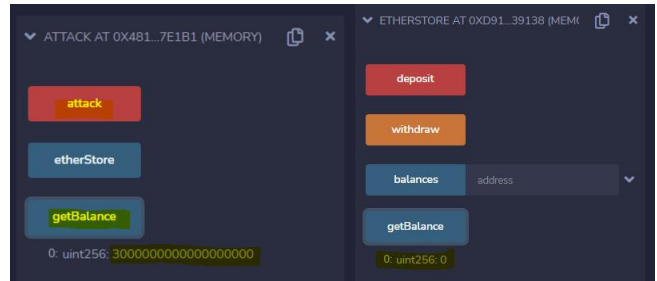 ATTACK AT 0X481...7E1B1 (MEMORY)
attack
etherStore
getBalance
0: uint256: 3000000000000000000
ETHERSTORE AT 0XD91...39138 (MEM(
deposit
withdraw
balances address
getBalance
0: uint256: 0